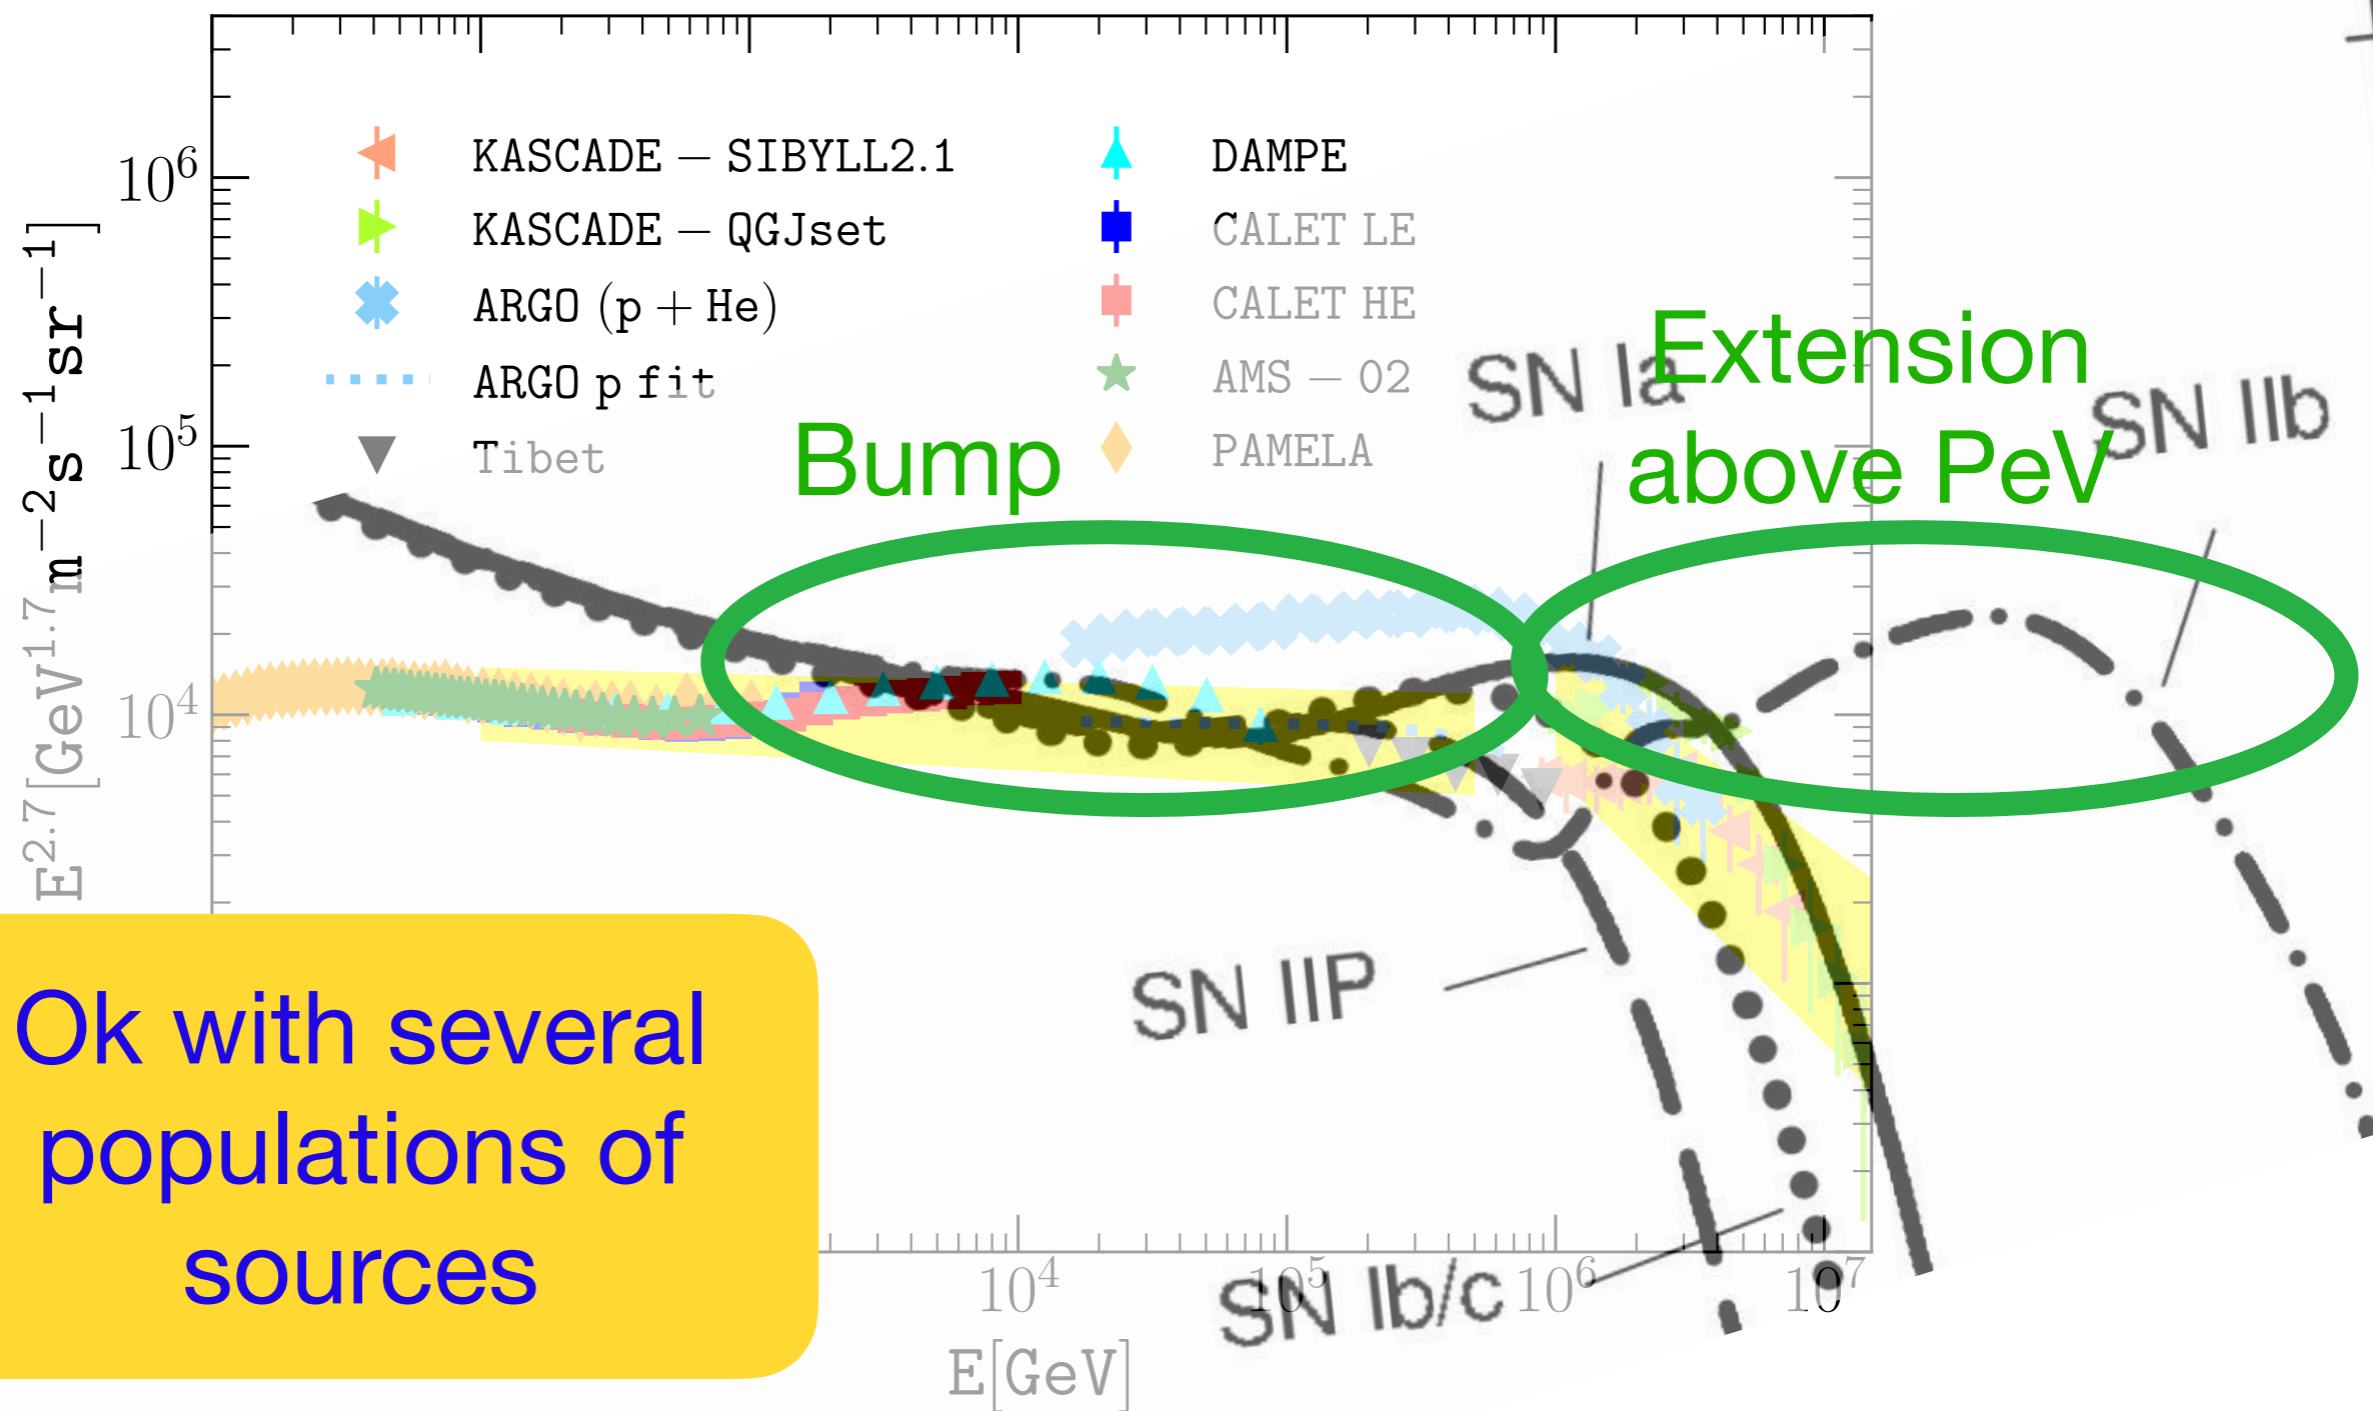 10^6
10^5
10^4
E^2.7[GeV^1.7m^−2s^−1sr^−1]
KASCADE − SIBYLL2.1
KASCADE − QGJset
ARGO (p + He)
ARGO p fit
Tibet
DAMPE
CALET LE
CALET HE
AMS − 02
PAMELA
Bump
SN Ia
Extension
above PeV
SN IIb
SN IIP
SN Ib/c
Ok with several
populations of
sources
10^4 10^5 10^6 10^7
E[GeV]